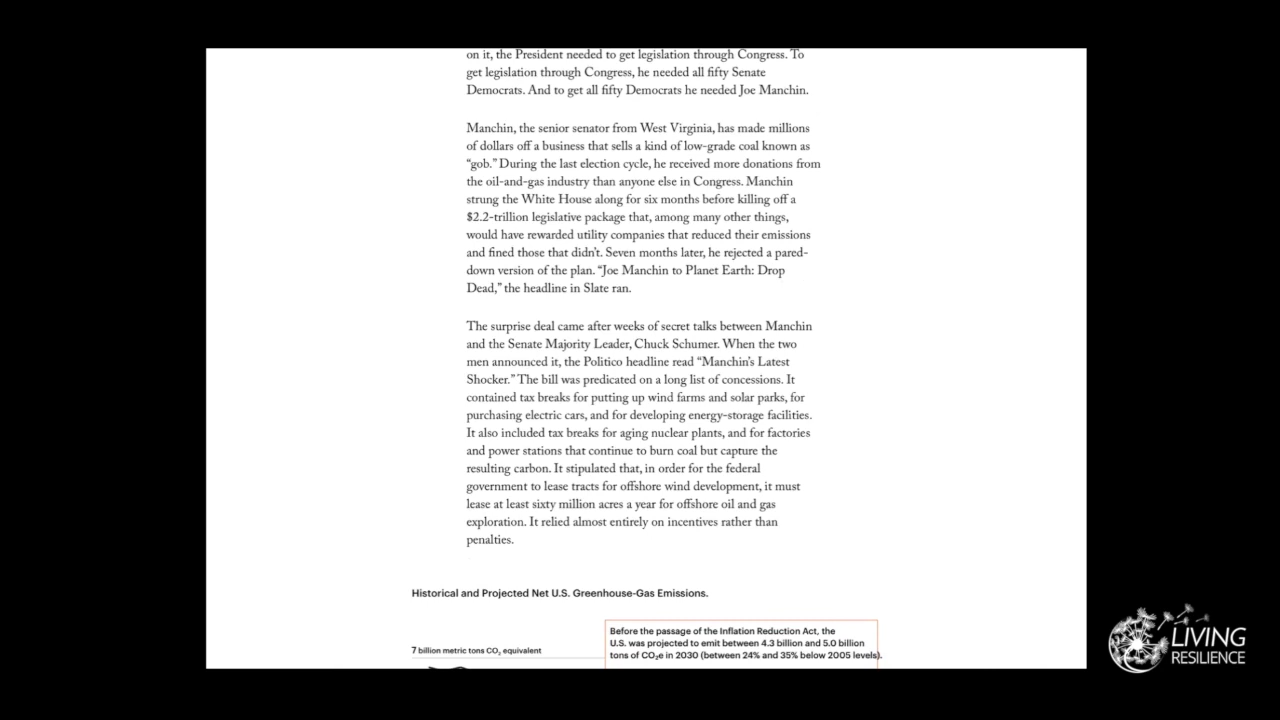 on it, the President needed to get legislation through Congress. To
get legislation through Congress, he needed all fifty Senate
Democrats. And to get all fifty Democrats he needed Joe Manchin.
Manchin, the senior senator from West Virginia, has made millions
of dollars off a business that sells a kind of low-grade coal known as
“gob.” During the last election cycle, he received more donations from
the oil-and-gas industry than anyone else in Congress. Manchin
strung the White House along for six months before killing off a
$2.2-trillion legislative package that, among many other things,
would have rewarded utility companies that reduced their emissions
and fined those that didn’t. Seven months later, he rejected a pared-
down version of the plan. “Joe Manchin to Planet Earth: Drop
Dead,” the headline in Slate ran.
The surprise deal came after weeks of secret talks between Manchin
and the Senate Majority Leader, Chuck Schumer. When the two
men announced it, the Politico headline read “Manchin’s Latest
Shocker.” The bill was predicated on a long list of concessions. It
contained tax breaks for putting up wind farms and solar parks, for
purchasing electric cars, and for developing energy-storage facilities.
It also included tax breaks for aging nuclear plants, and for factories
and power stations that continue to burn coal but capture the
resulting carbon. It stipulated that, in order for the federal
government to lease tracts for offshore wind development, it must
lease at least sixty million acres a year for offshore oil and gas
exploration. It relied almost entirely on incentives rather than
penalties.
Historical and Projected Net U.S. Greenhouse-Gas Emissions.
Before the passage of the Inflation Reduction Act, the
U.S. was projected to emit between 4.3 billion and 5.0 billion
tons of CO₂e in 2030 (between 24% and 35% below 2005 levels).
7 billion metric tons CO₂ equivalent
LIVING
RESILIENCE